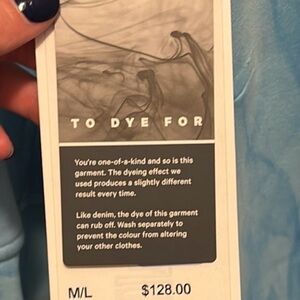 TO DYE FOR
You're one-of-a-kind and so is this
garment. The dyeing effect we
used produces a slightly different
result every time.
Like denim, the dye of this garment
can rub off. Wash separately to
prevent the colour from altering
your other clothes.
M/L $128.00